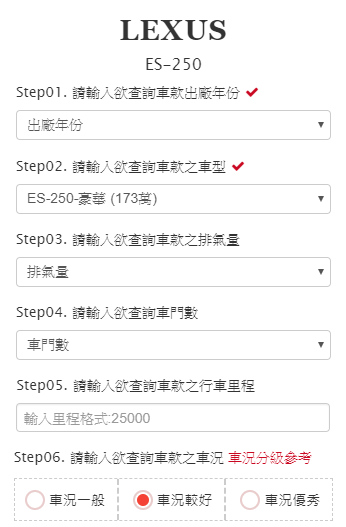 LEXUS
ES-250
Step01. 請輸入欲查詢車款出廠年份
出廠年份
Step02. 請輸入欲查詢車款之車型
ES-250-豪華 (173萬)
Step03. 請輸入欲查詢車款之排氣量
排氣量
Step04. 請輸入欲查詢車門數
車門數
Step05. 請輸入欲查詢車款之行車里程
輸入里程格式:25000
Step06. 請輸入欲查詢車款之車況 車況分級參考
車況一般 車況較好 車況優秀